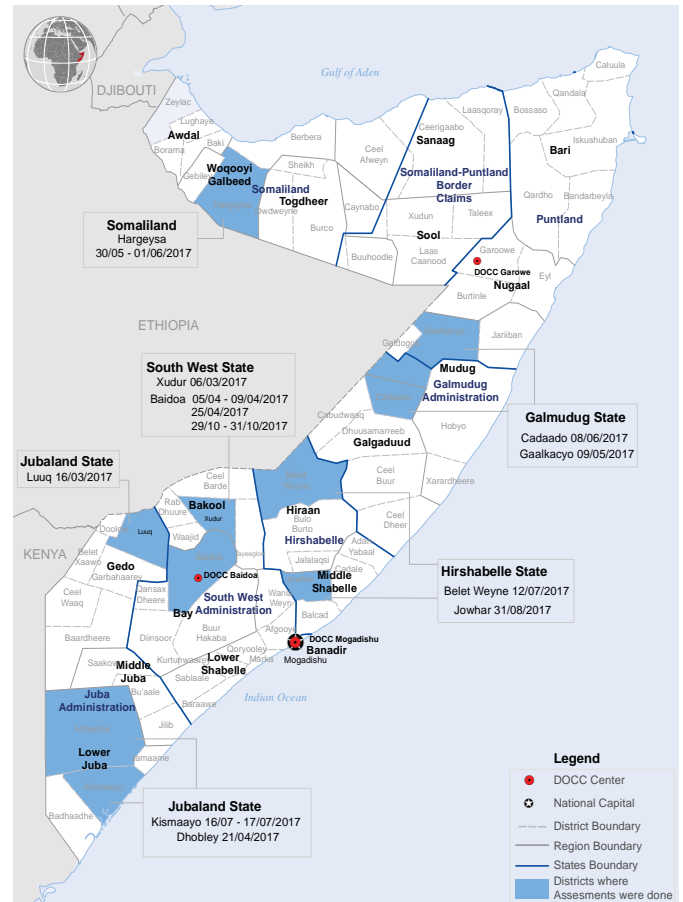 Gulf of Aden
DJIBOUTI
Caluula
Qandala
Zeylac
Laasqoray
Bossaso
Lughaye
Ceerigaabo
Awdal
Berbera
Sanaag
Iskushuban
Baki
Borama
Ceel
Afweyn
Bari
Woqooyi
Galbeed
Sheikh
Gebiley
Somaliland
Somaliland-Puntland
Border
Claims
Togdheer
Qardho
Bandarbeyla
Hargeysa
Owdweyne
Caynabo
Xudun
Taleex
Puntland
Burco
Sool
Somaliland
Hargeysa
30/05 - 01/06/2017
Buuhoodle
Laas
Caanood
Garoowe
DOCC Garowe
Eyl
Nugaal
Burtinle
ETHIOPIA
Jariiban
Galdogob
Mudug
Galmudug
Administration
South West State
Xudur 06/03/2017
Baidoa 05/04 - 09/04/2017
25/04/2017
29/10 - 31/10/2017
Cabudwaaq
Dhuusamarreeb
Hobyo
Galgaduud
Galmudug State
Cadaado 08/06/2017
Gaalkacyo 09/05/2017
Jubaland State
Luuq 16/03/2017
Ceel
Barde
Ceel
Buur
Xarardheere
Rab
Dhuure
Bakool
Xudur
Hiraan
Bulo
Burto
Ceel
Dheer
Doolow
Luuq
Waajid
Hirshabelle
Adan
Yabaal
KENYA
Belet
Xaawo
Gedo
Garbahaarey
DOCC Baidoa
Jalalaqsi
Cadale
Middle
Shabelle
Hirshabelle State
Belet Weyne 12/07/2017
Jowhar 31/08/2017
Ceel
Waaq
Qansax
Dheere
South West
Administration
Wanla
Weyn
Bay
Balcad
Buur
Hakaba
Afgooye
Baardheere
Diinsoor
DOCC Mogadishu
Banadir
Mogadishu
Qoryooley
Marka
Saakow
Middle
Juba
Kurtunwaarey
Lower
Shabelle
Sablaale
Bu'aale
Juba
Administration
Baraawe
Indian Ocean
Jilib
Lower
Juba
Jamaame
Badhaadhe
Jubaland State
Kismaayo 16/07 - 17/07/2017
Dhobley 21/04/2017
Legend
DOCC Center
National Capital
District Boundary
Region Boundary
States Boundary
Districts where
Assesments were done